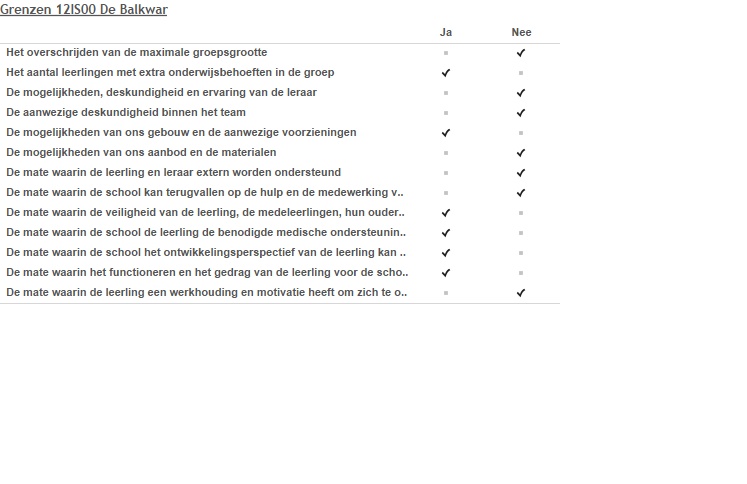 Grenzen 12IS00 De Balkwar
Ja Nee
Het overschrijden van de maximale groepsgrootte
Het aantal leerlingen met extra onderwijsbehoeften in de groep
De mogelijkheden, deskundigheid en ervaring van de leraar
De aanwezige deskundigheid binnen het team
De mogelijkheden van ons gebouw en de aanwezige voorzieningen
De mogelijkheden van ons aanbod en de materialen
De mate waarin de leerling en leraar extern worden ondersteund
De mate waarin de school kan terugvallen op de hulp en de medewerking v..
De mate waarin de veiligheid van de leerling, de medeleerlingen, hun ouder..
De mate waarin de school de leerling de benodigde medische ondersteunin..
De mate waarin de school het ontwikkelingsperspectief van de leerling kan ..
De mate waarin het functioneren en het gedrag van de leerling voor de scho..
De mate waarin de leerling een werkhouding en motivatie heeft om zich te o..